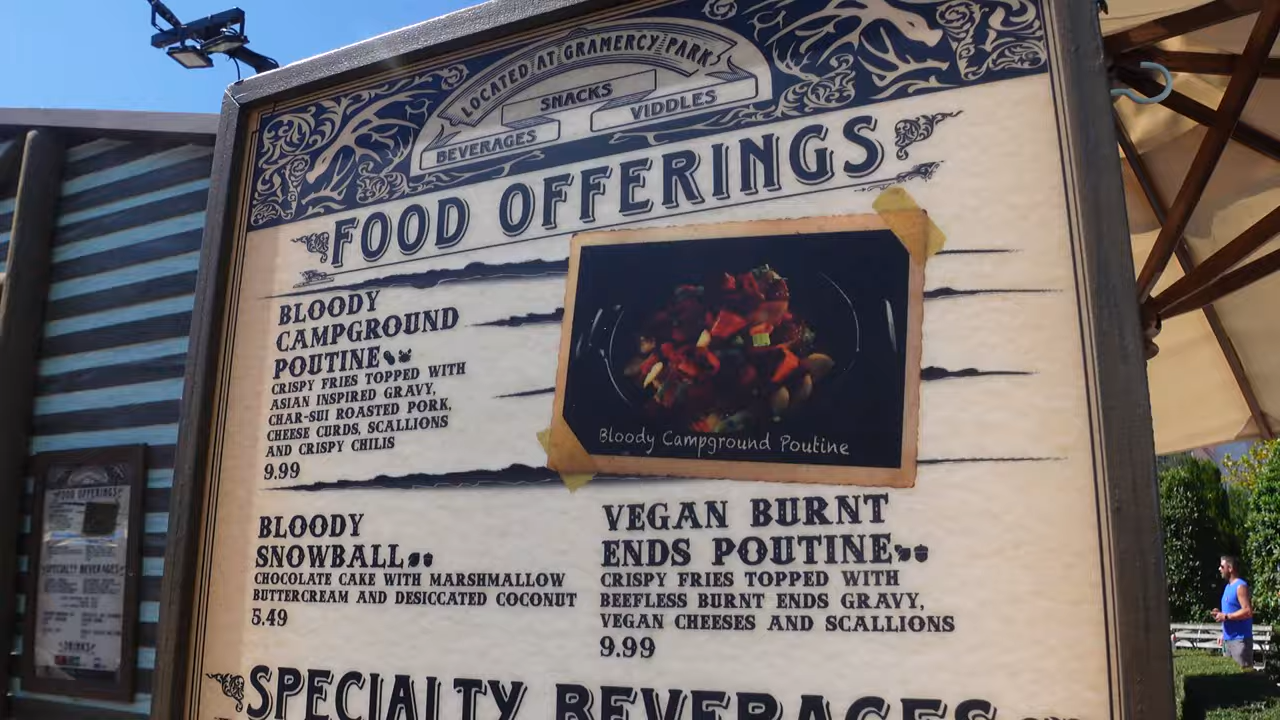 LOCATED AT GRAMERCY PARK
SNACKS
BEVERAGES
VIDDLES
FOOD OFFERINGS
BLOODY
CAMPGROUND
POUTINE
CRISPY FRIES TOPPED WITH
ASIAN INSPIRED GRAVY,
CHAR-SUI ROASTED PORK,
CHEESE CURDS, SCALLIONS
AND CRISPY CHILIS
9.99
Bloody Campground Poutine
BLOODY
SNOWBALL
CHOCOLATE CAKE WITH MARSHMALLOW
BUTTERCREAM AND DESICCATED COCONUT
5.49
VEGAN BURNT
ENDS POUTINE
CRISPY FRIES TOPPED WITH
BEEFLESS BURNT ENDS GRAVY,
VEGAN CHEESES AND SCALLIONS
9.99
SPECIALTY BEVERAGES
FOOD OFFERINGS
SPECIALTY BEVERAGES